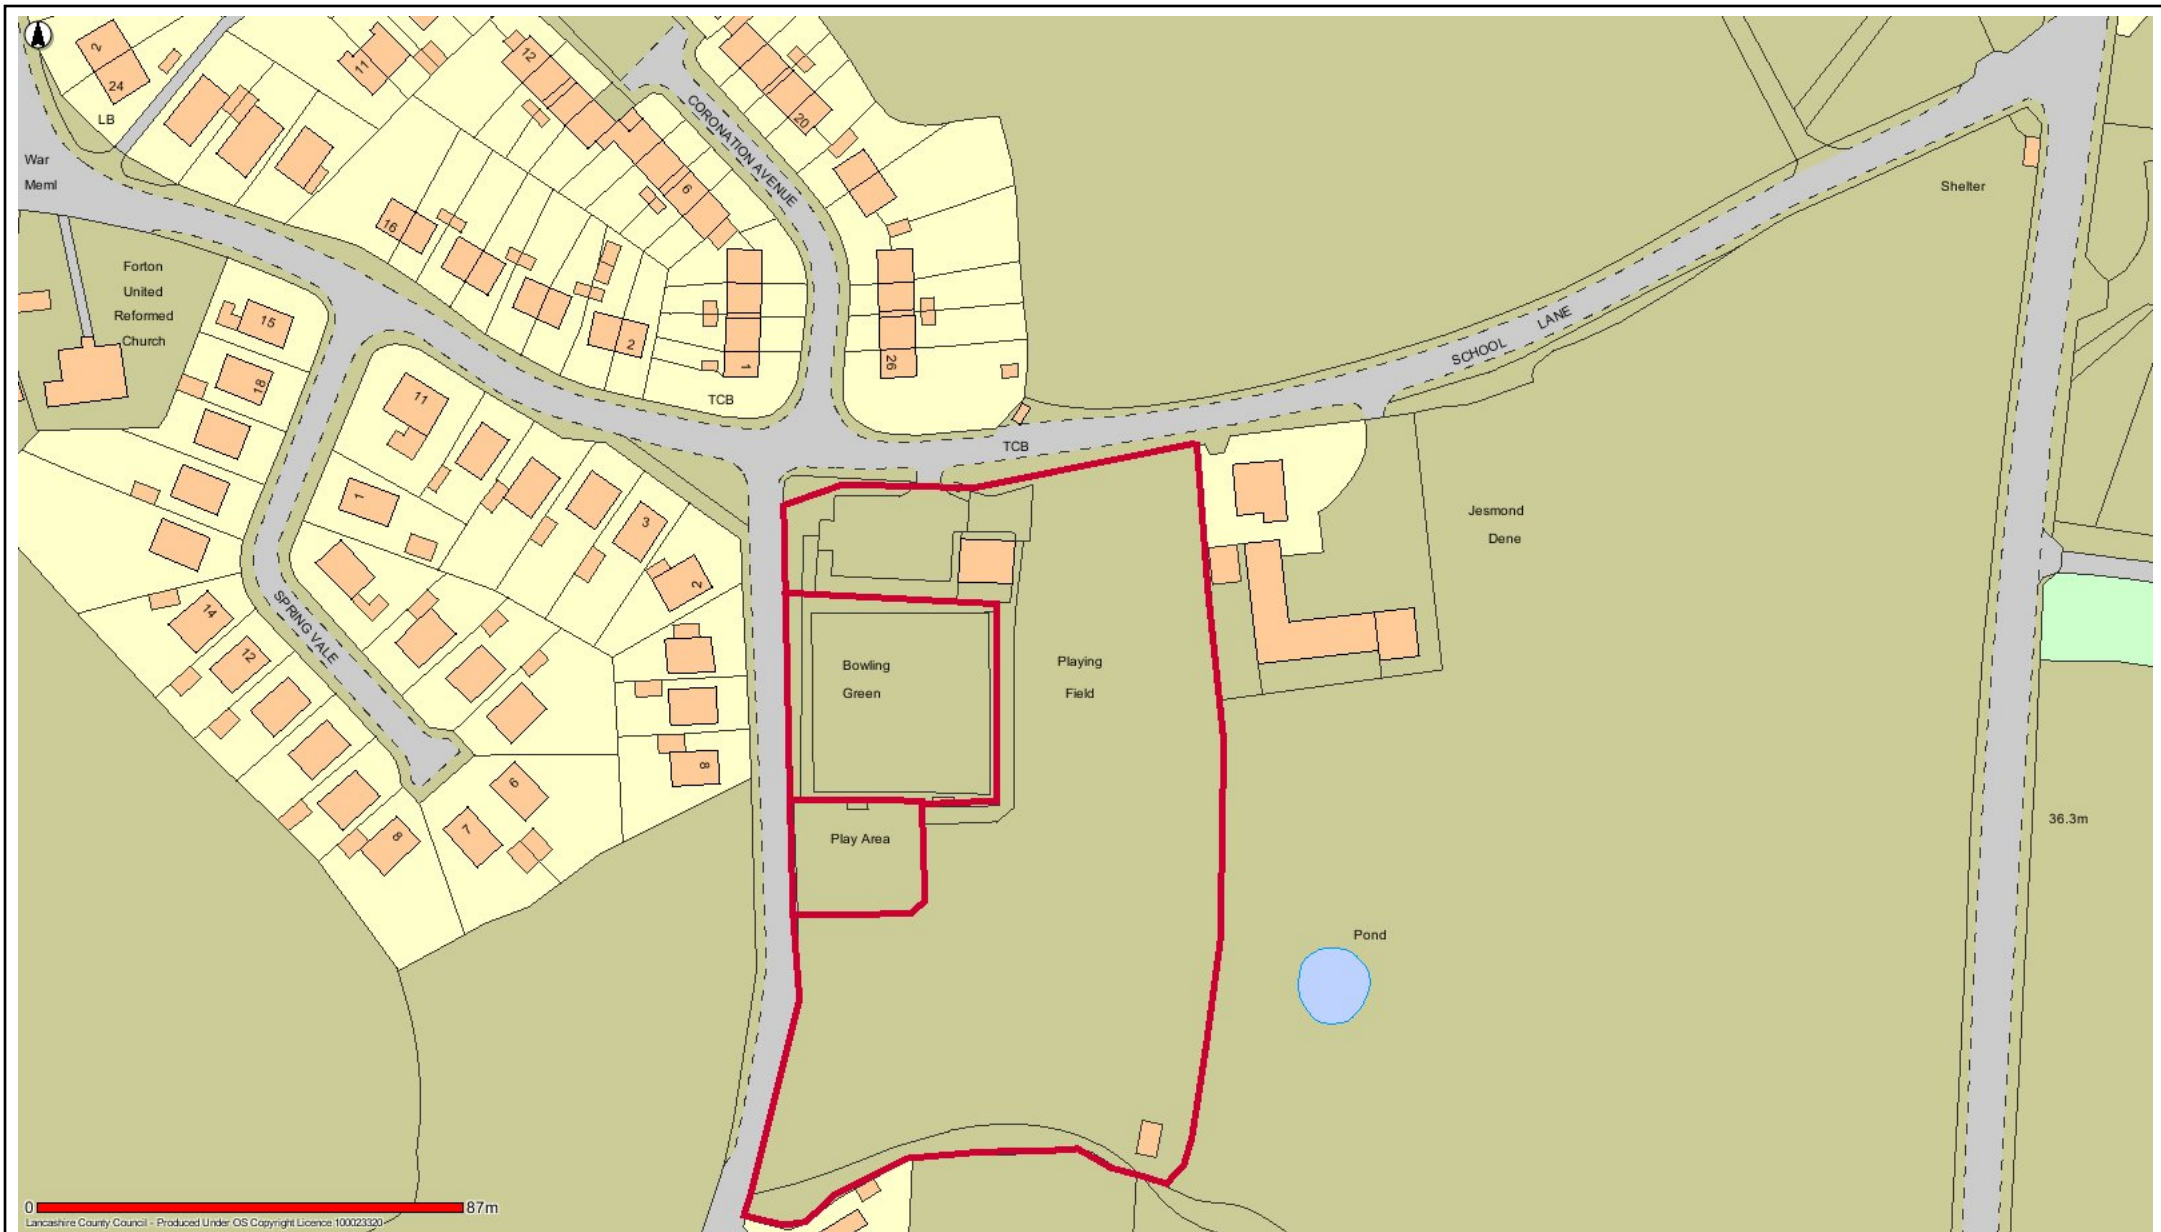 2
24
LB
11
12
20
CORONATION AVENUE
6
War
Meml
16
Shelter
Forton
United
Reformed
Church
15
2
1
26
LANE
SCHOOL
18
11
TCB
TCB
1
3
2
Jesmond
Dene
SPRING VALE
14
12
Bowling
Green
Playing
Field
8
6
7
8
Play Area
36.3m
Pond
0
87m
Lancashire County Council - Produced Under OS Copyright Licence 100023320